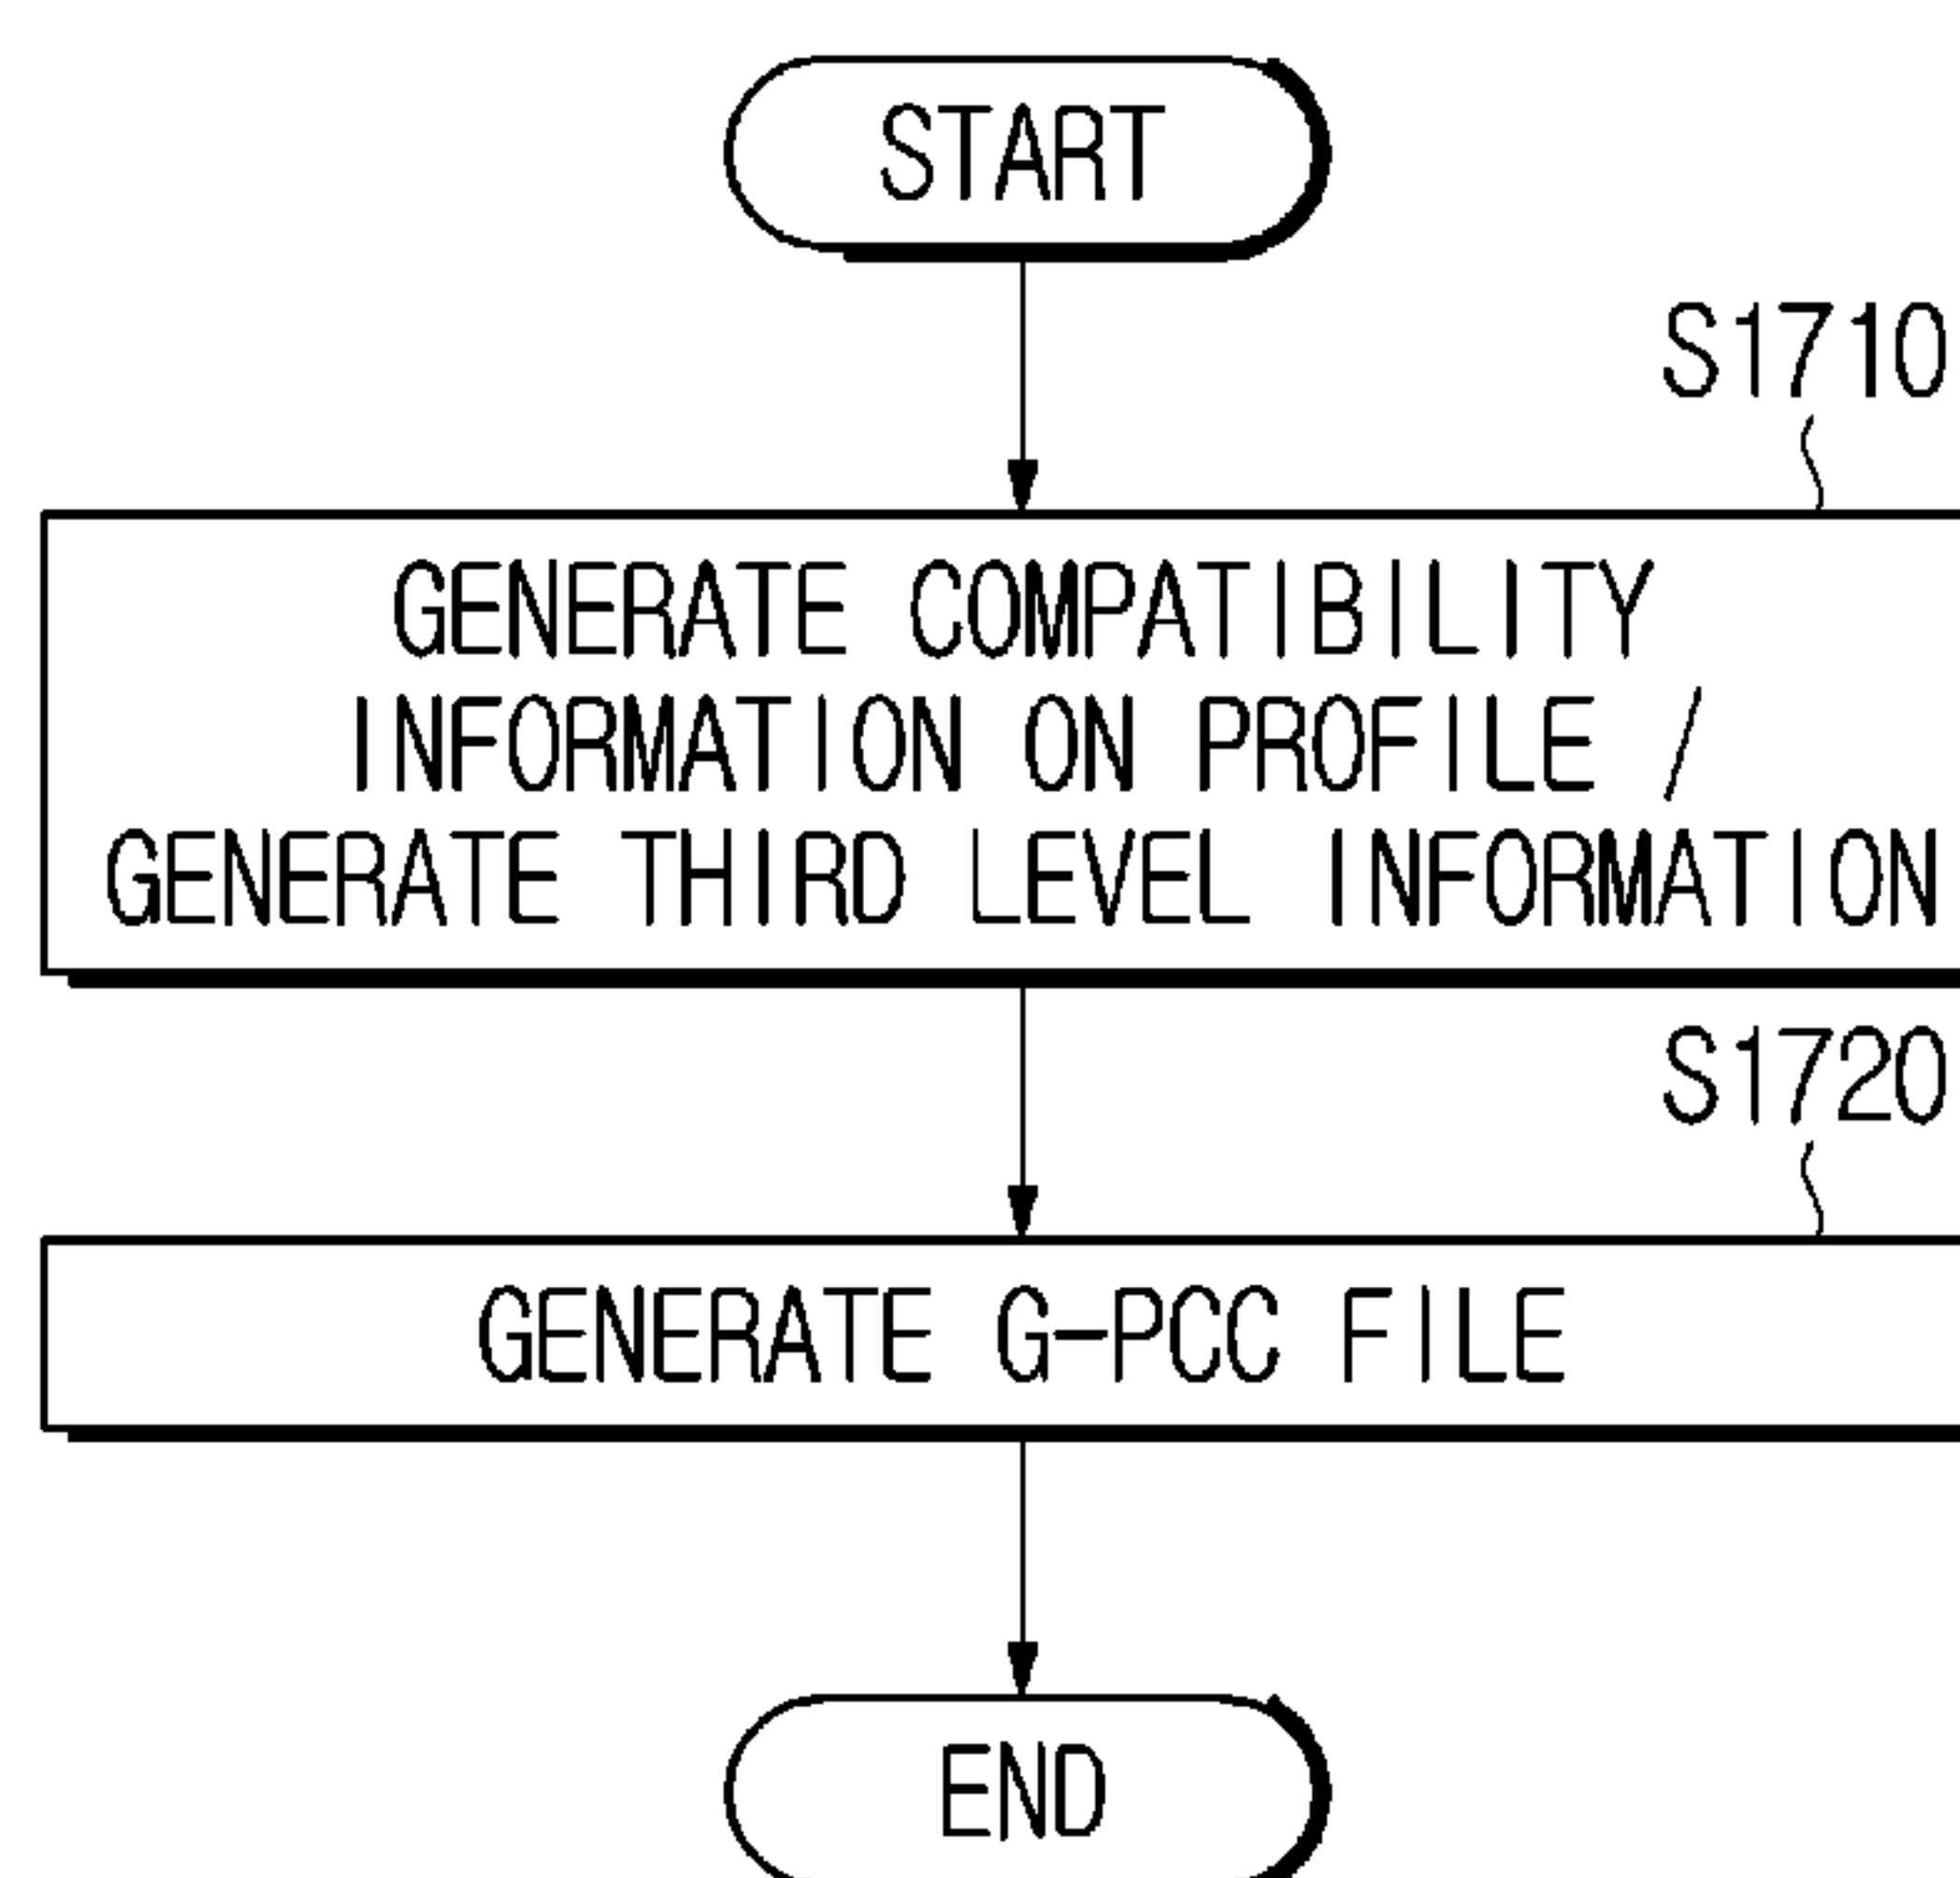 START
S1710
GENERATE COMPATIBILITY
INFORMATION ON PROFILE /
GENERATE THIRD LEVEL INFORMATION
S1720
GENERATE G-PCC FILE
END